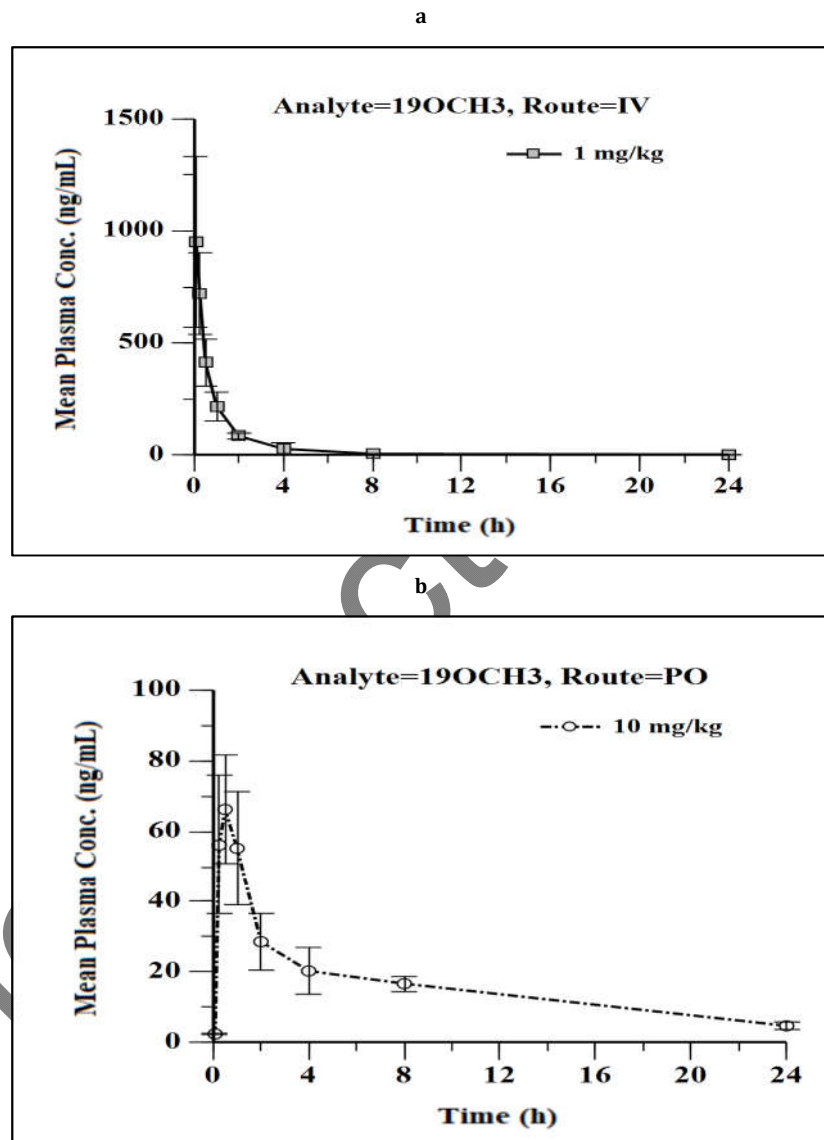 a
Analyte=19OCH3, Route=IV
1 mg/kg
Mean Plasma Conc. (ng/mL)
1500
1000
500
0
0 4 8 12 16 20 24
Time (h)
b
Analyte=19OCH3, Route=PO
10 mg/kg
Mean Plasma Conc. (ng/mL)
100
80
60
40
20
0
0 4 8 12 16 20 24
Time (h)